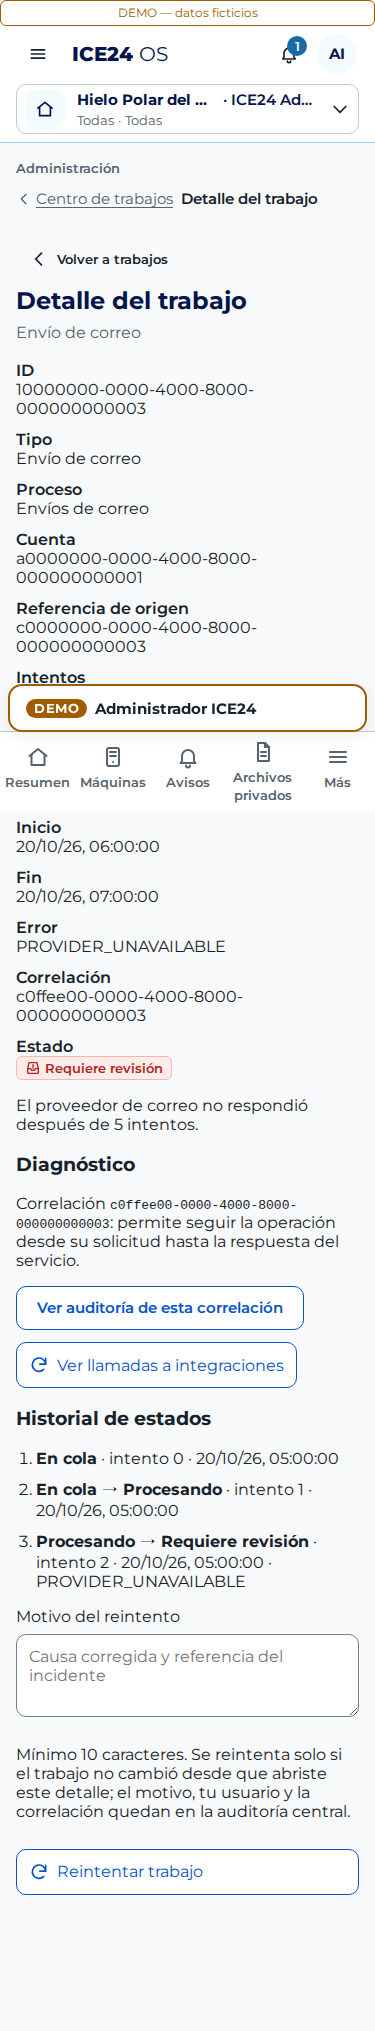 DEMO — datos ficticios
ICE24 OS
1
AI
Hielo Polar del ... · ICE24 Ad...
Todas · Todas
Administración
Centro de trabajos Detalle del trabajo
Volver a trabajos
Detalle del trabajo
Envío de correo
ID
10000000-0000-4000-8000-
000000000003
Tipo
Envío de correo
Proceso
Envíos de correo
Cuenta
a0000000-0000-4000-8000-
000000000001
Referencia de origen
c0000000-0000-4000-8000-
000000000003
Intentos
DEMO Administrador ICE24
Resumen
Máquinas
Avisos
Archivos
privados
Más
Inicio
20/10/26, 06:00:00
Fin
20/10/26, 07:00:00
Error
PROVIDER_UNAVAILABLE
Correlación
c0ffee00-0000-4000-8000-
000000000003
Estado
Requiere revisión
El proveedor de correo no respondió
después de 5 intentos.
Diagnóstico
Correlación c0ffee00-0000-4000-8000-
000000000003: permite seguir la operación
desde su solicitud hasta la respuesta del
servicio.
Ver auditoría de esta correlación
Ver llamadas a integraciones
Historial de estados
1. En cola · intento 0 · 20/10/26, 05:00:00
2. En cola → Procesando · intento 1 ·
20/10/26, 05:00:00
3. Procesando → Requiere revisión ·
intento 2 · 20/10/26, 05:00:00 ·
PROVIDER_UNAVAILABLE
Motivo del reintento
Causa corregida y referencia del
incidente
Mínimo 10 caracteres. Se reintenta solo si
el trabajo no cambió desde que abriste
este detalle; el motivo, tu usuario y la
correlación quedan en la auditoría central.
Reintentar trabajo